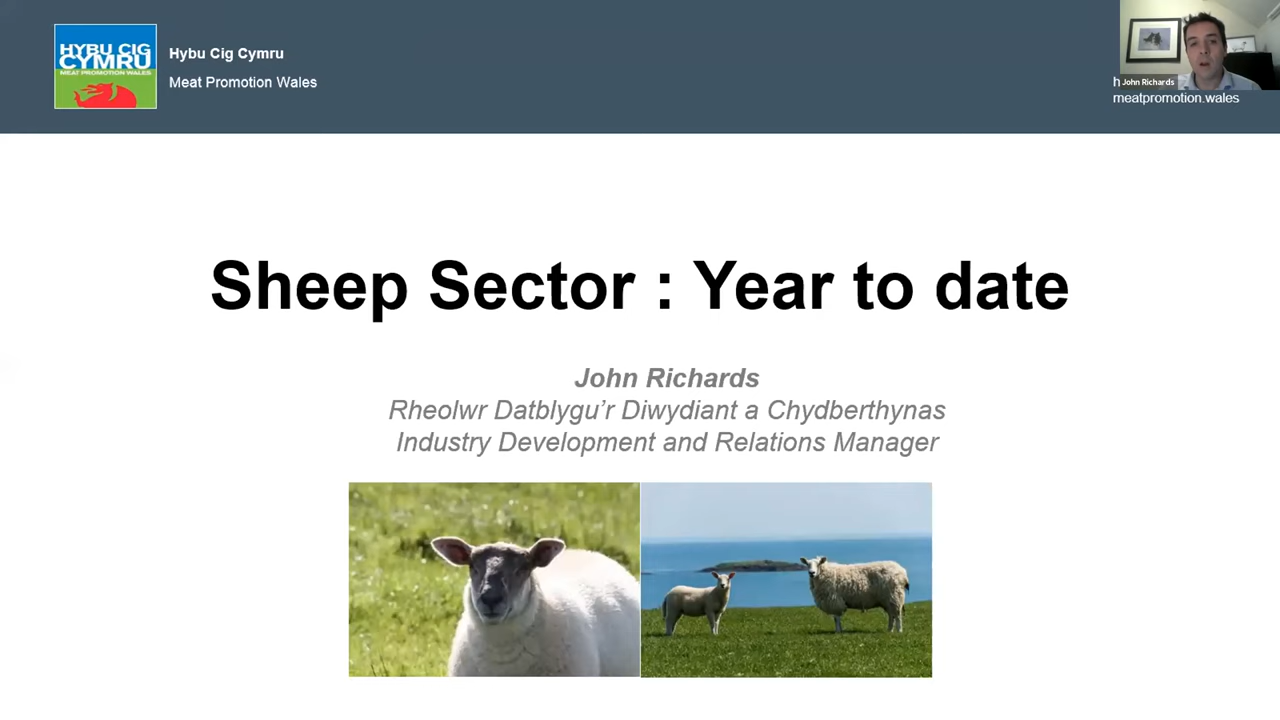 HYBU CIG
CYMRU
MEAT PROMOTION WALES
Hybu Cig Cymru
Meat Promotion Wales
John Richards
meatpromotion.wales
Sheep Sector : Year to date
John Richards
Rheolwr Datblygu’r Diwydiant a Chydberthynas
Industry Development and Relations Manager